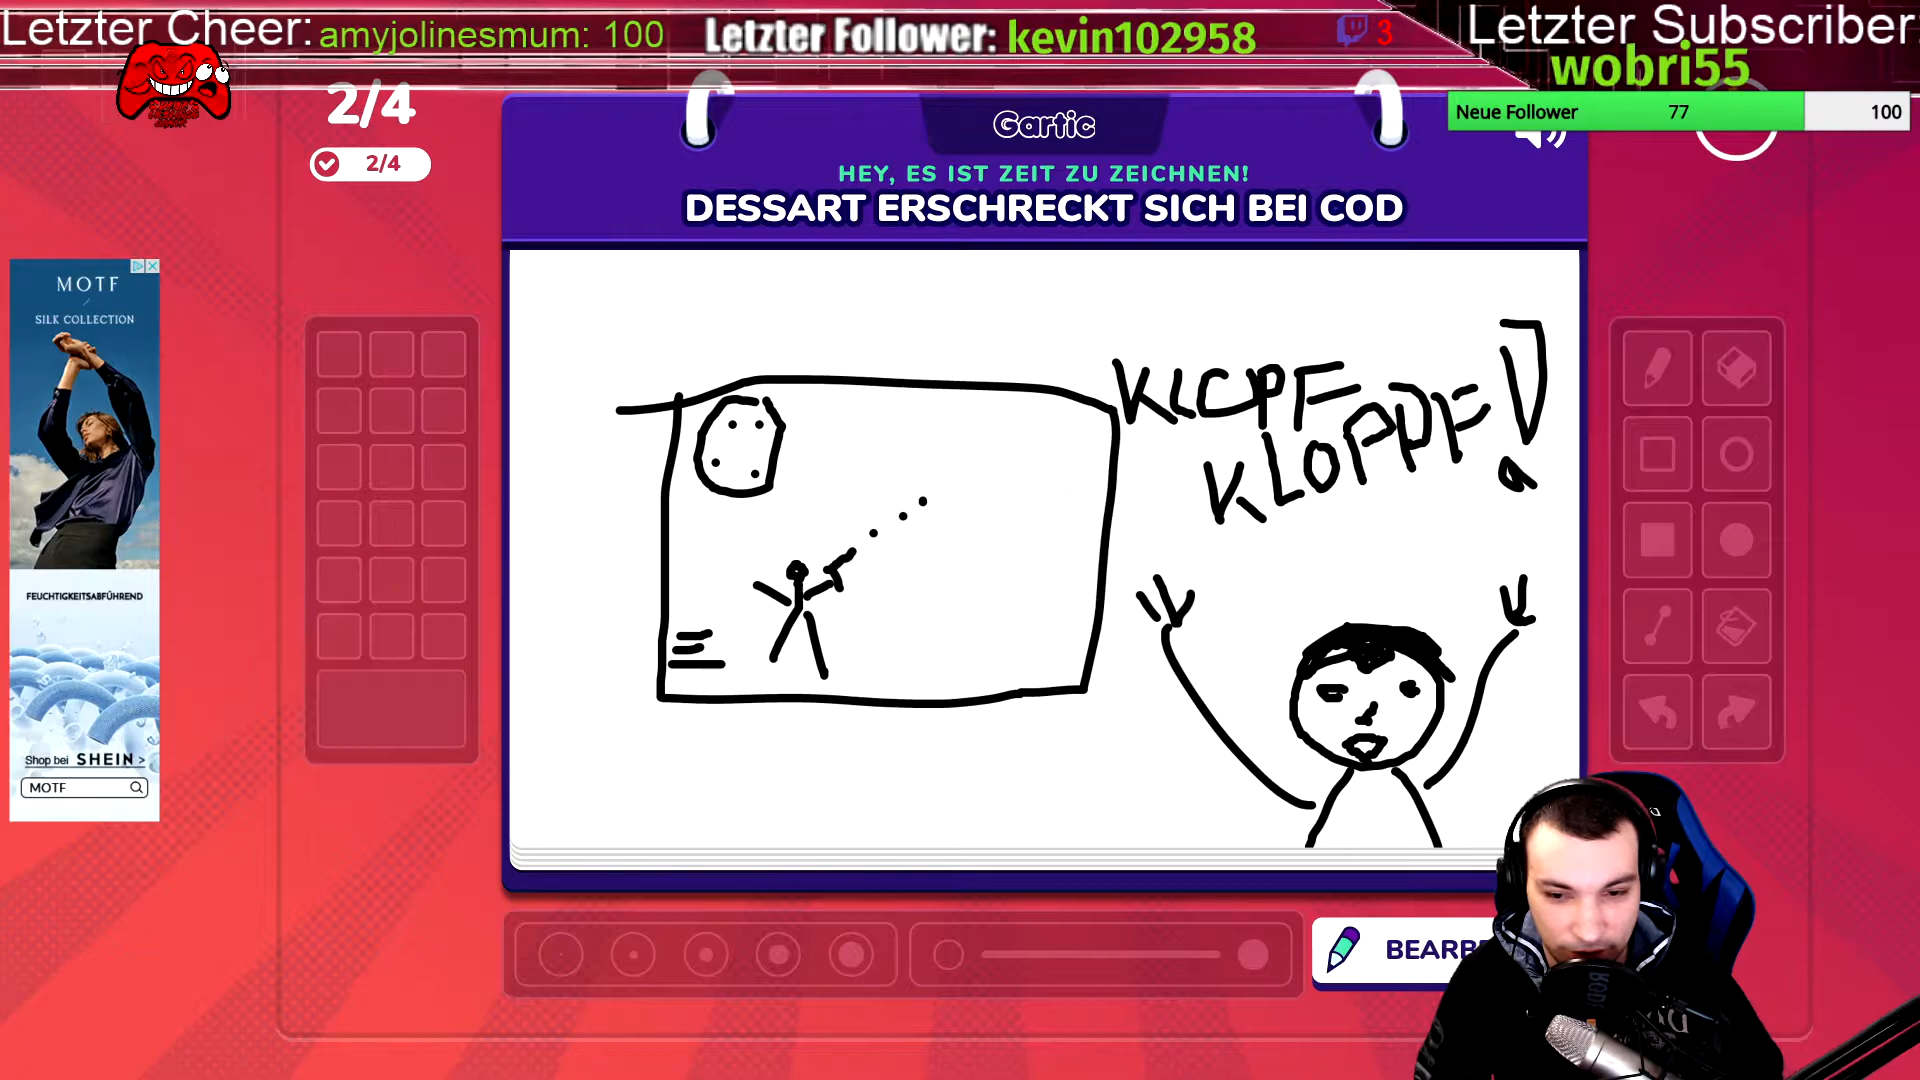 Letzter Cheer: amyjolinesmum: 100
Letzter Follower: kevin102958
3
Letzter Subscriber
wobri55
Neue Follower 77 100
2/4
2/4
Gartic
HEY, ES IST ZEIT ZU ZEICHNEN!
DESSART ERSCHRECKT SICH BEI COD
KLOPF
KLOPPF!
MOTF
SILK COLLECTION
FEUCHTIGKEITSABFÜHREND
Shop bei SHEIN >
MOTF